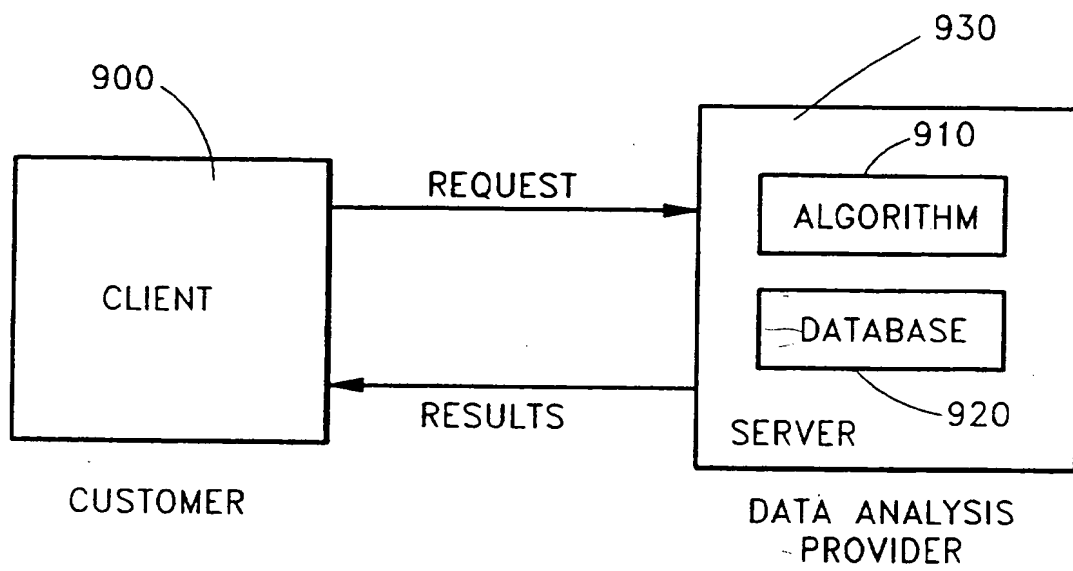 930
900
910
REQUEST
ALGORITHM
CLIENT
DATABASE
RESULTS
920
SERVER
CUSTOMER
DATA ANALYSIS
PROVIDER